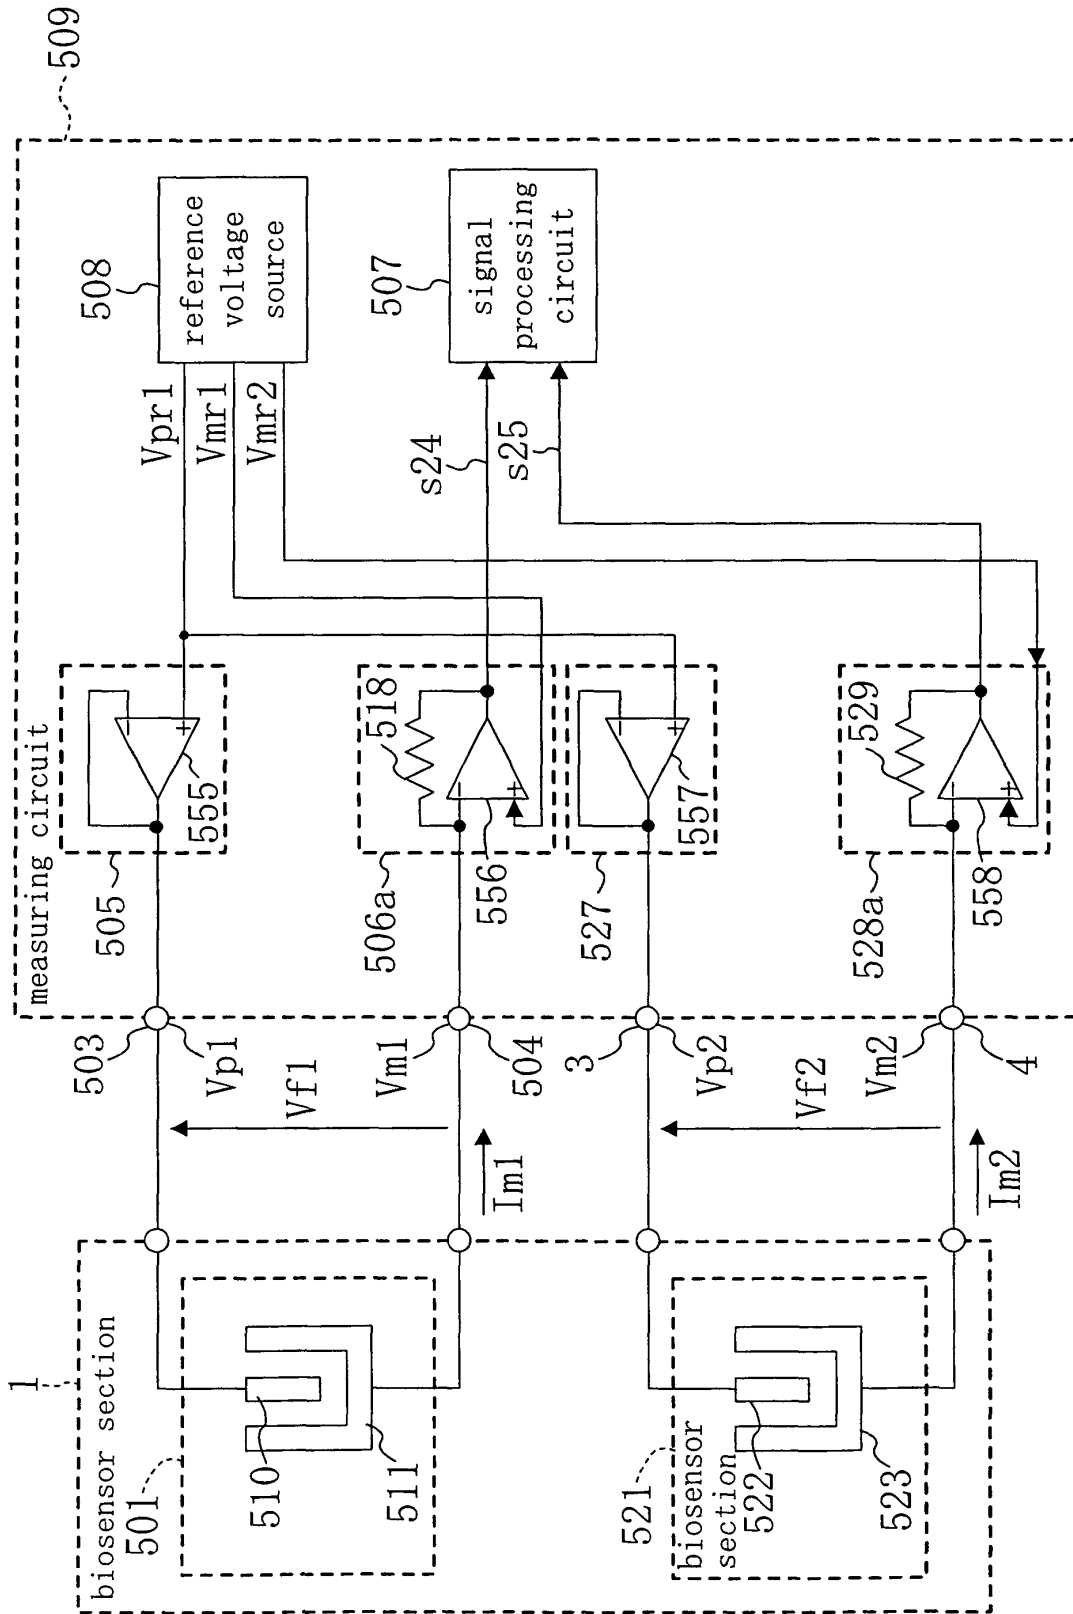 509
measuring circuit
508
reference
voltage
source
Vpr1
Vmr1
Vmr2
507
signal
processing
circuit
s24
s25
505
555
518
506a
556
557
527
529
528a
558
503
Vp1
Vf1
Vm1
504
Im1
3
Vp2
Vf2
Vm2
4
Im2
1
biosensor section
501
510
511
521
biosensor
section
522
523
−
+
−
+
−
+
−
+